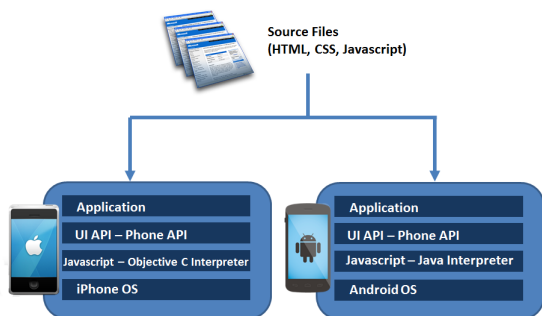 Source Files
(HTML, CSS, Javascript)
Application
UI API – Phone API
Javascript – Objective C Interpreter
iPhone OS
Application
UI API – Phone API
Javascript – Java Interpreter
Android OS